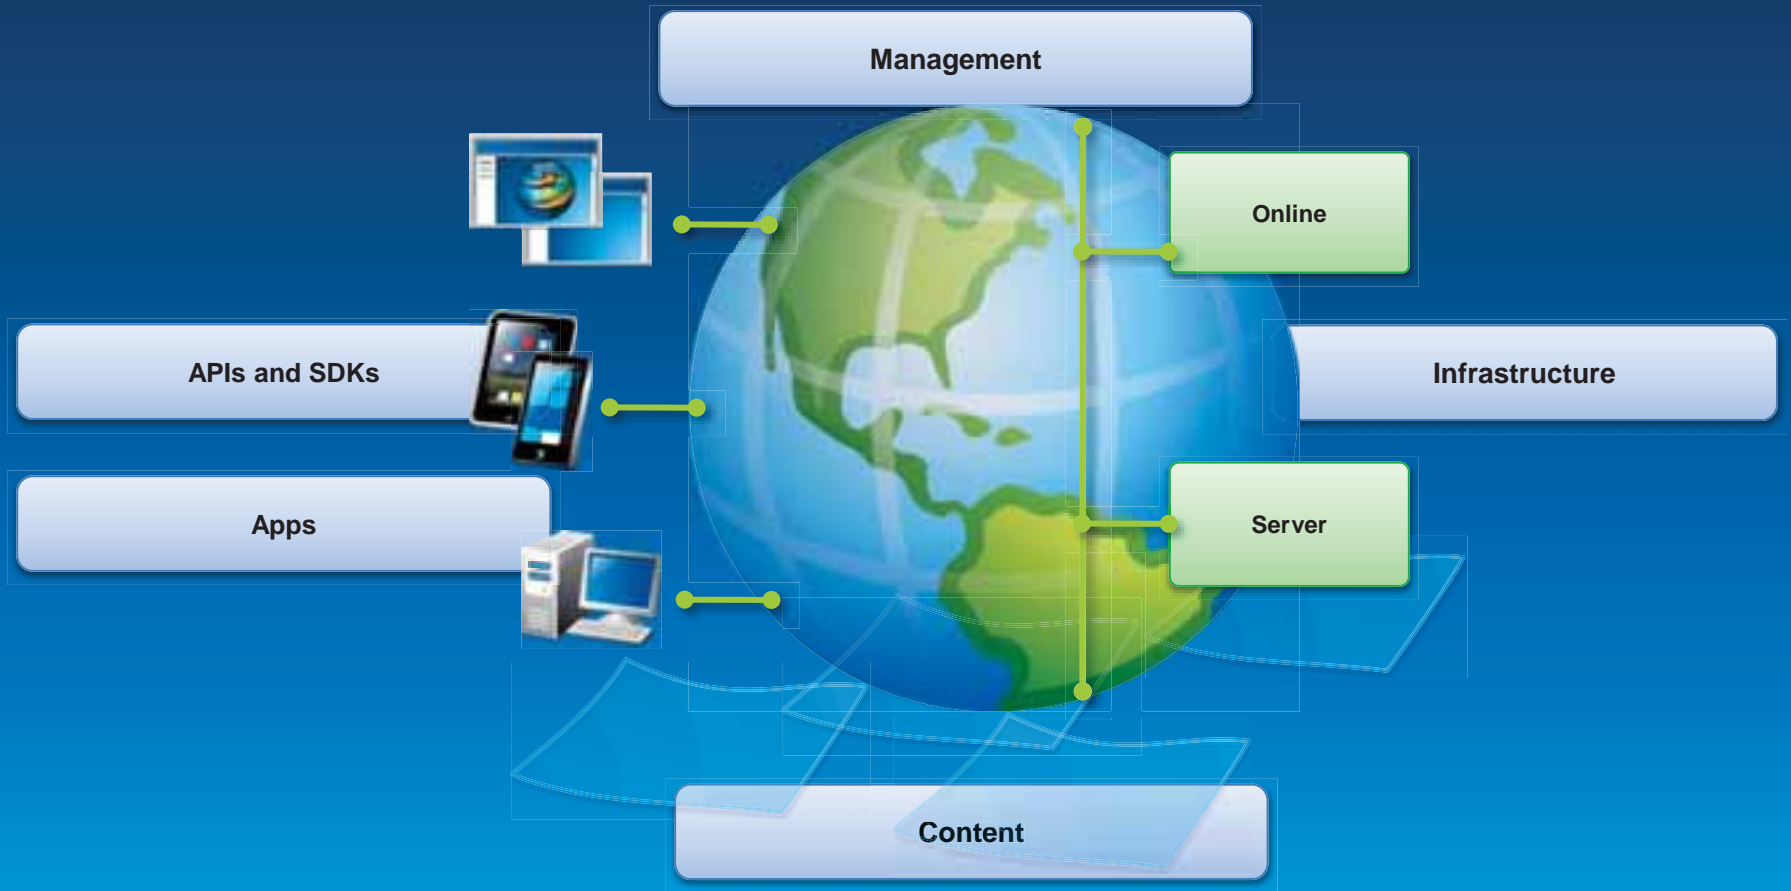 Management
Online
APIs and SDKs
Infrastructure
Apps
Server
Content